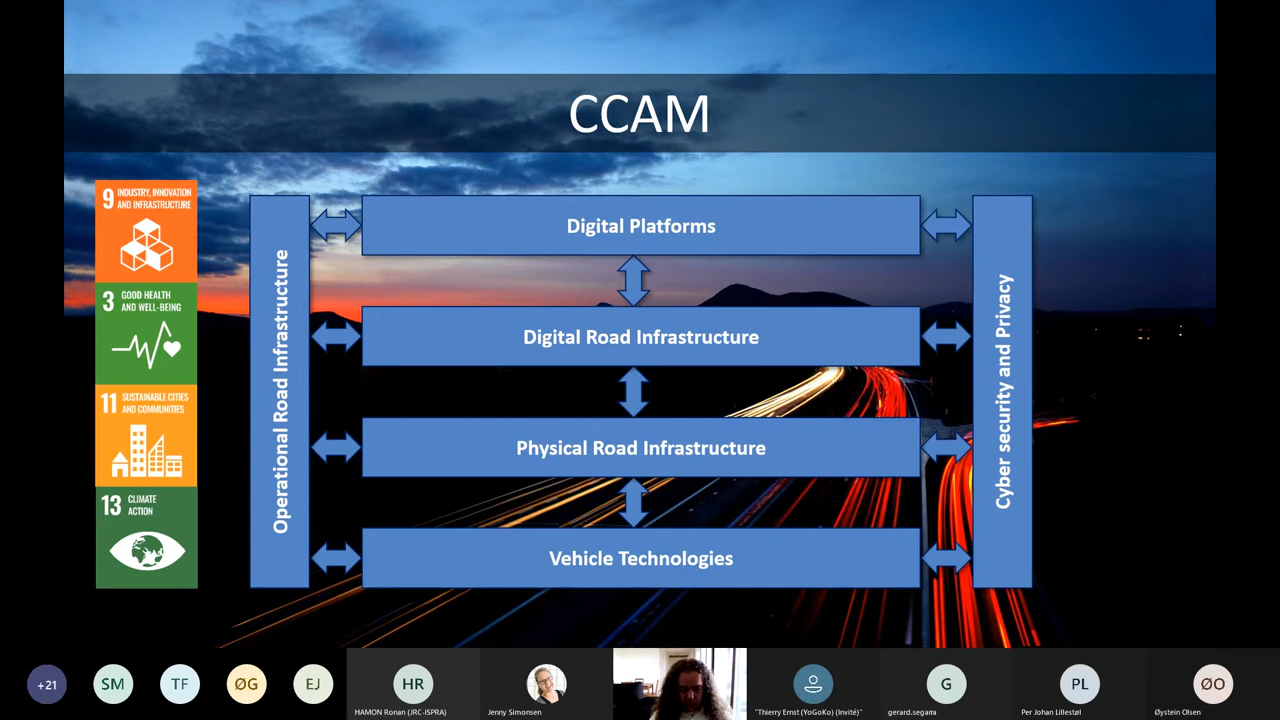 CCAM
9 INDUSTRY, INNOVATION
AND INFRASTRUCTURE
3 GOOD HEALTH
AND WELL-BEING
11 SUSTAINABLE CITIES
AND COMMUNITIES
13 CLIMATE
ACTION
Operational Road Infrastructure
Digital Platforms
Digital Road Infrastructure
Physical Road Infrastructure
Vehicle Technologies
Cyber security and Privacy
+21
SM
TF
ØG
EJ
HR
HAMON Ronan (JRC-ISPRA)
Jenny Simonsen
"Thierry Ernst (YoGoKo) (Invité)"
G
gerard.segarra
PL
Per Johan Lillestøl
ØO
Øystein Olsen